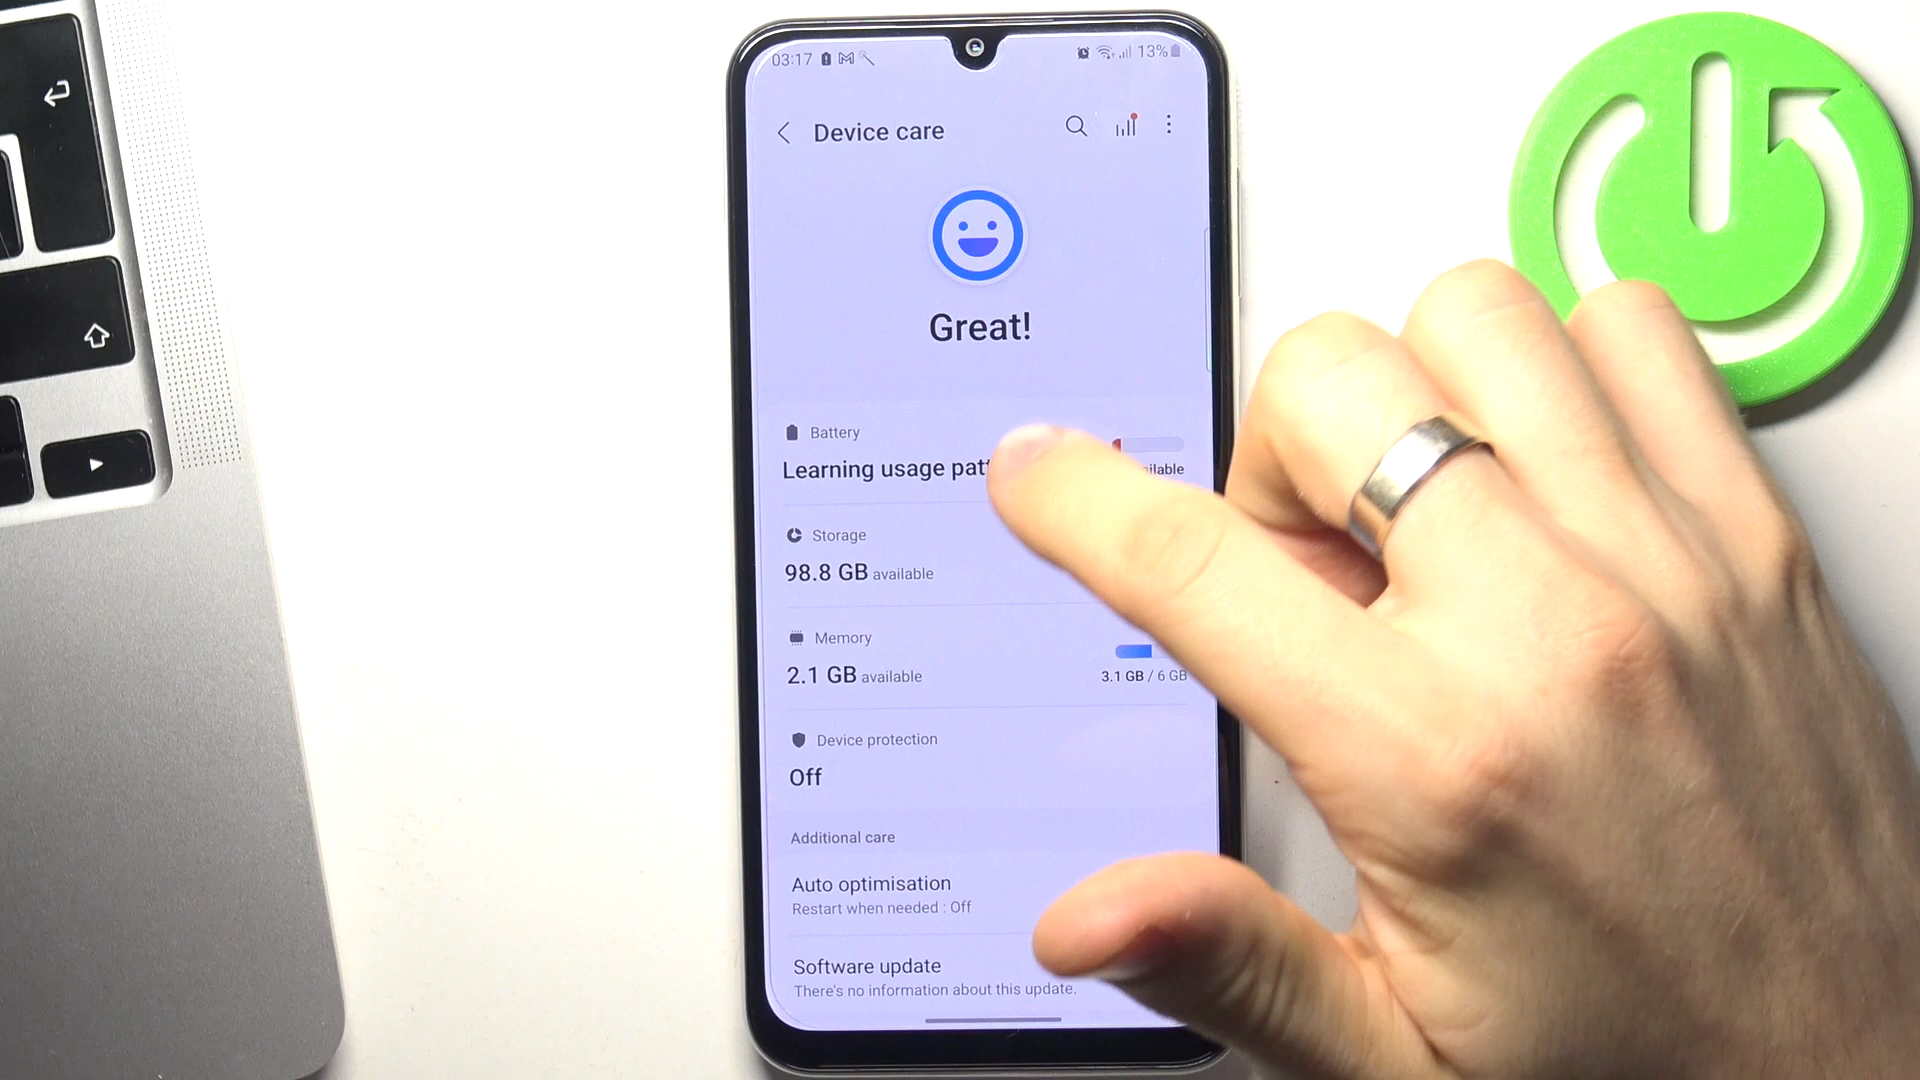 03:17 13%
Device care
Great!
Battery
Learning usage
Storage
98.8 GB available
Memory
2.1 GB available
3.1 GB / 6 GB
Device protection
Off
Additional care
Auto optimisation
Restart when needed : Off
Software update
There's no information about this update.